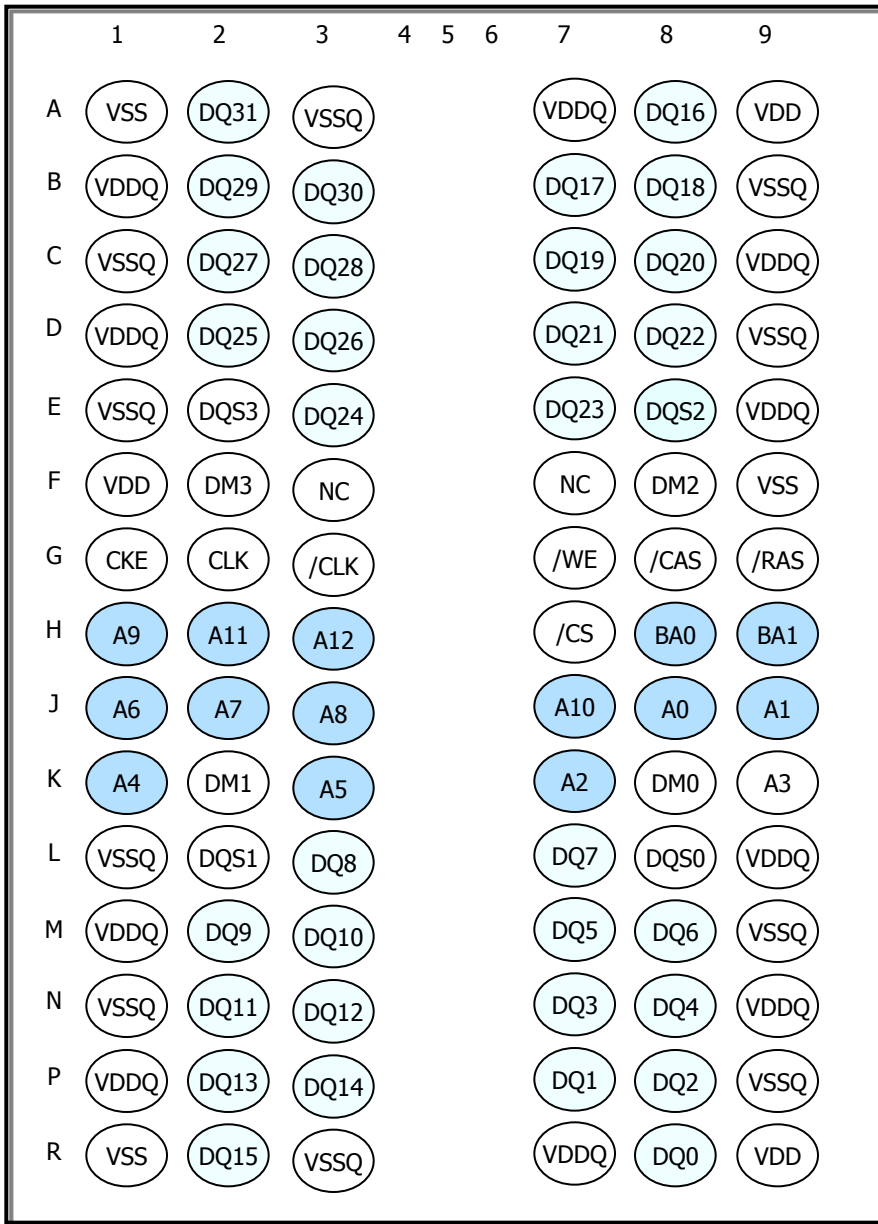 1 2 3 4 5 6 7 8 9
A VSS DQ31 VSSQ VDDQ DQ16 VDD
B VDDQ DQ29 DQ30 DQ17 DQ18 VSSQ
C VSSQ DQ27 DQ28 DQ19 DQ20 VDDQ
D VDDQ DQ25 DQ26 DQ21 DQ22 VSSQ
E VSSQ DQS3 DQ24 DQ23 DQS2 VDDQ
F VDD DM3 NC NC DM2 VSS
G CKE CLK /CLK /WE /CAS /RAS
H A9 A11 A12 /CS BA0 BA1
J A6 A7 A8 A10 A0 A1
K A4 DM1 A5 A2 DM0 A3
L VSSQ DQS1 DQ8 DQ7 DQS0 VDDQ
M VDDQ DQ9 DQ10 DQ5 DQ6 VSSQ
N VSSQ DQ11 DQ12 DQ3 DQ4 VDDQ
P VDDQ DQ13 DQ14 DQ1 DQ2 VSSQ
R VSS DQ15 VSSQ VDDQ DQ0 VDD